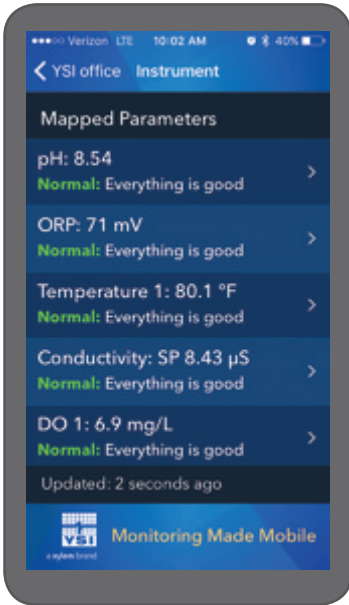 Verizon LTE 10:02 AM 40%
YSI office Instrument
Mapped Parameters
pH: 8.54
Normal: Everything is good
ORP: 71 mV
Normal: Everything is good
Temperature 1: 80.1 °F
Normal: Everything is good
Conductivity: SP 8.43 µS
Normal: Everything is good
DO 1: 6.9 mg/L
Normal: Everything is good
Updated: 2 seconds ago
YSI
a xylem brand
Monitoring Made Mobile